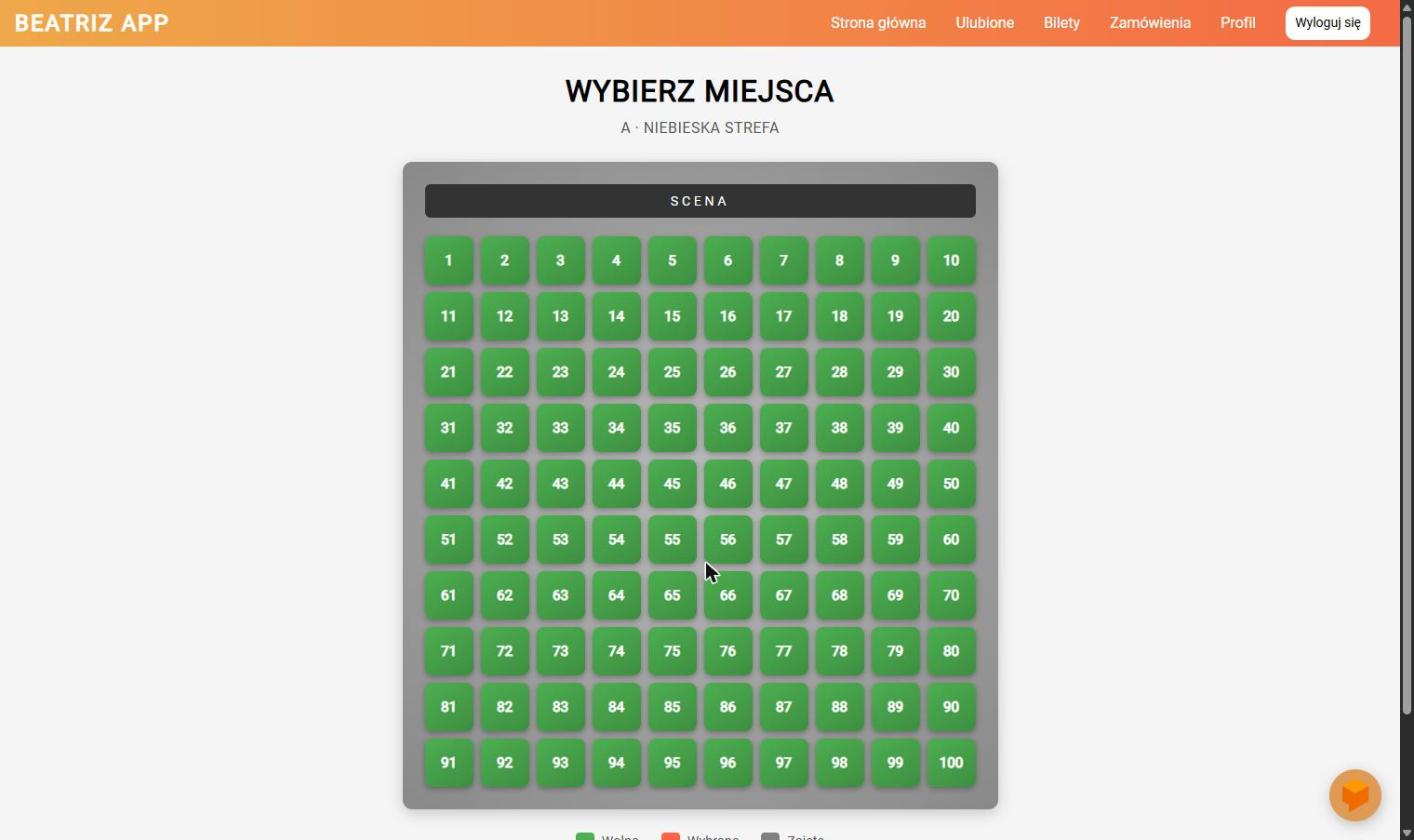 BEATRIZ APP
Strona główna Ulubione Bilety Zamówienia Profil Wyloguj się
WYBIERZ MIEJSCA
A · NIEBIESKA STREFA
SCENA
1 2 3 4 5 6 7 8 9 10
11 12 13 14 15 16 17 18 19 20
21 22 23 24 25 26 27 28 29 30
31 32 33 34 35 36 37 38 39 40
41 42 43 44 45 46 47 48 49 50
51 52 53 54 55 56 57 58 59 60
61 62 63 64 65 66 67 68 69 70
71 72 73 74 75 76 77 78 79 80
81 82 83 84 85 86 87 88 89 90
91 92 93 94 95 96 97 98 99 100